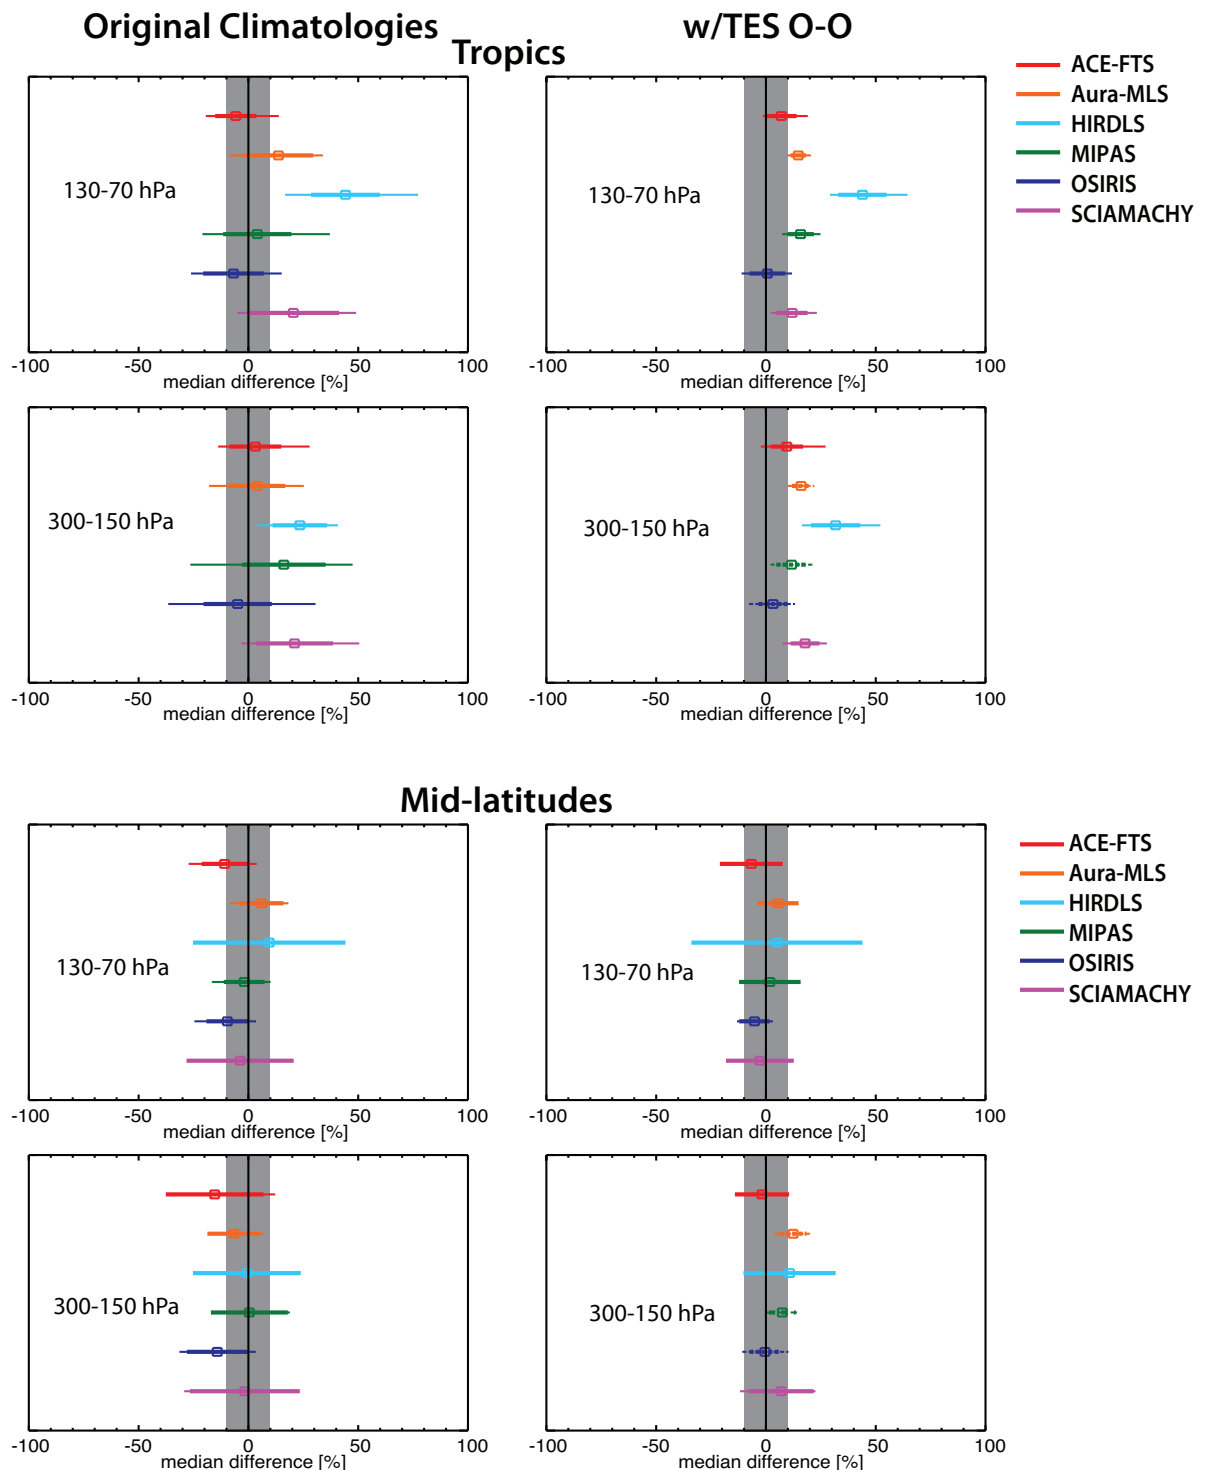 Original Climatologies
w/TES O-O
Tropics
ACE-FTS
Aura-MLS
HIRDLS
MIPAS
OSIRIS
SCIAMACHY
130-70 hPa
130-70 hPa
-100 -50 0 50 100
median difference [%]
-100 -50 0 50 100
median difference [%]
300-150 hPa
300-150 hPa
-100 -50 0 50 100
median difference [%]
-100 -50 0 50 100
median difference [%]
Mid-latitudes
ACE-FTS
Aura-MLS
HIRDLS
MIPAS
OSIRIS
SCIAMACHY
130-70 hPa
130-70 hPa
-100 -50 0 50 100
median difference [%]
-100 -50 0 50 100
median difference [%]
300-150 hPa
300-150 hPa
-100 -50 0 50 100
median difference [%]
-100 -50 0 50 100
median difference [%]